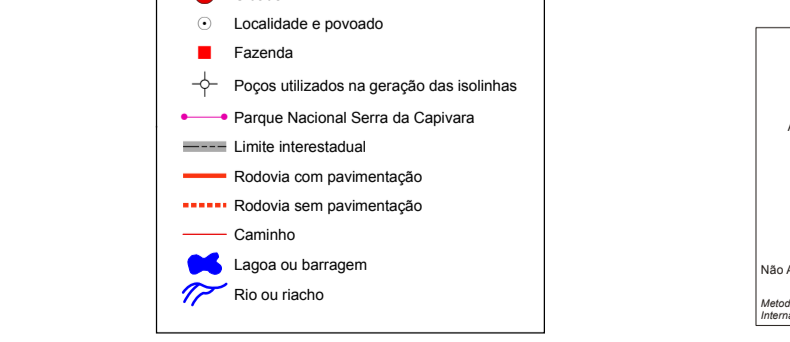 Localidade e povoado
Fazenda
Poços utilizados na geração das isolinhas
Parque Nacional Serra da Capivara
Limite interestadual
Rodovia com pavimentação
Rodovia sem pavimentação
Caminho
Lagoa ou barragem
Rio ou riacho
Não